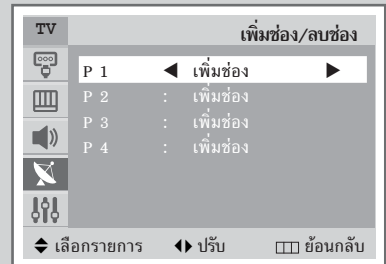 TV เพิ่มช่อง/ลบช่อง
P 1 ◀ เพิ่มช่อง ▶
P 2 : เพิ่มช่อง
P 3 : เพิ่มช่อง
P 4 : เพิ่มช่อง
เลือกรายการ ปรับ ย้อนกลับ